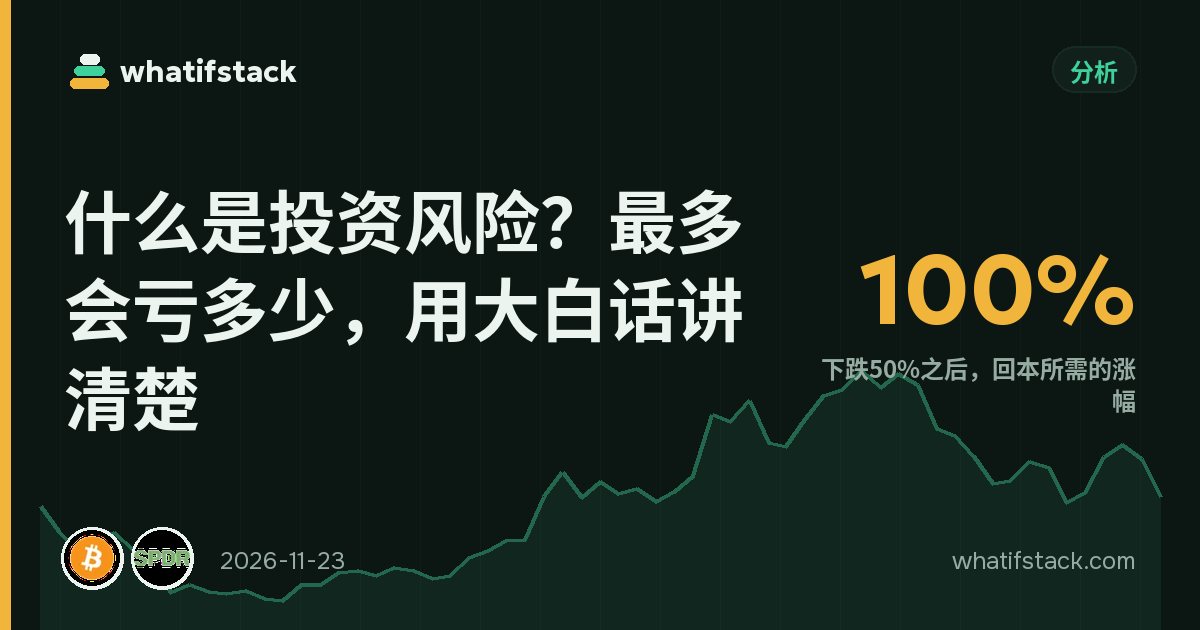 whatifstack
分析
什么是投资风险？最多
会亏多少，用大白话讲
清楚
100%
下跌50%之后，回本所需的涨
幅
SPDR
2026-11-23
whatifstack.com